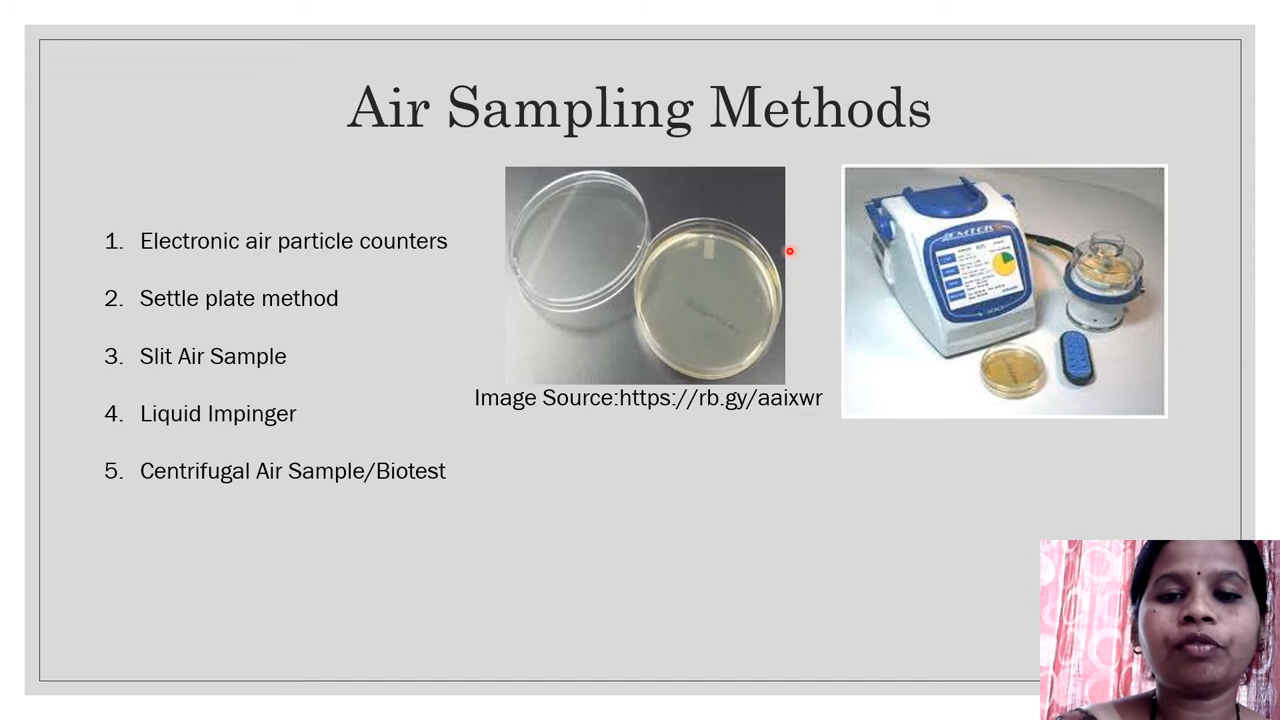 Air Sampling Methods
1. Electronic air particle counters
2. Settle plate method
3. Slit Air Sample
4. Liquid Impinger
5. Centrifugal Air Sample/Biotest
Image Source:https://rb.gy/aaixwr
EMTEK